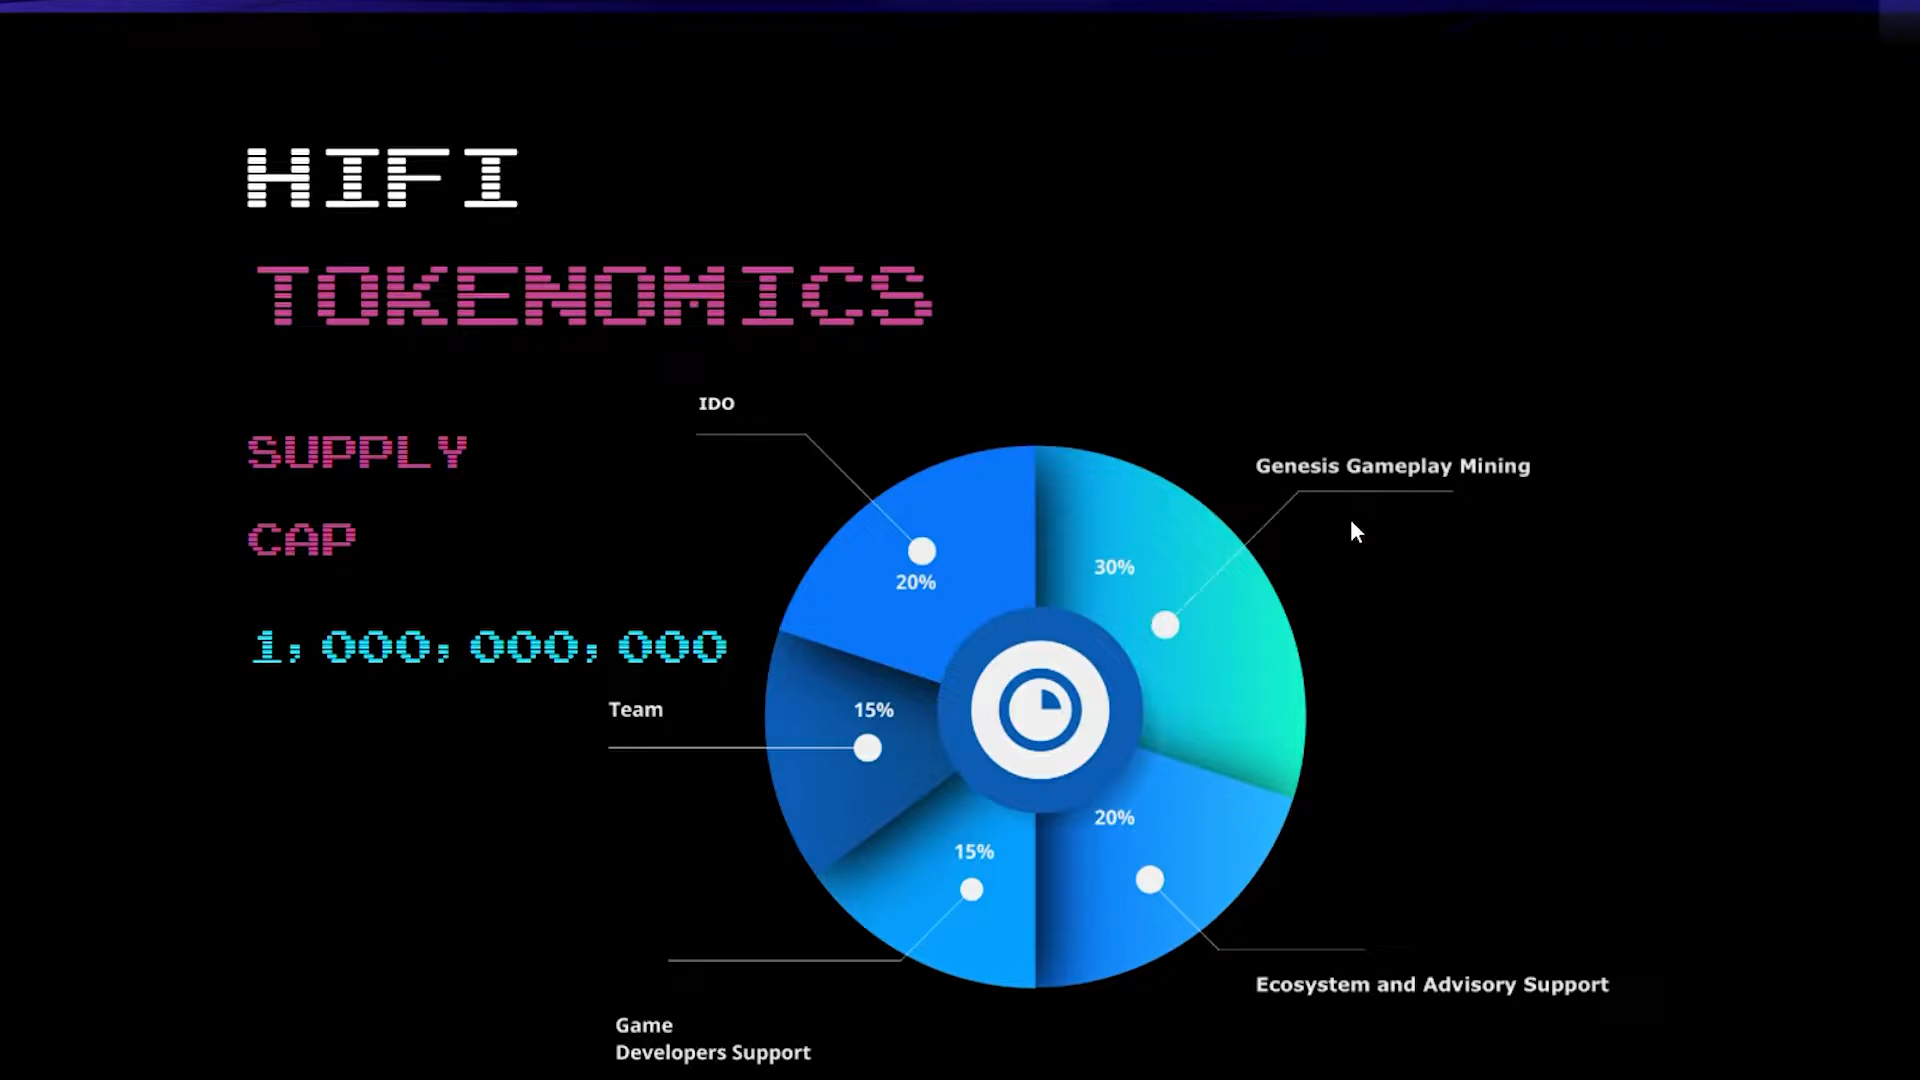 HIFI
TOKENOMICS
SUPPLY
CAP
1,000,000,000
IDO
20%
Genesis Gameplay Mining
30%
Team
15%
15%
20%
Ecosystem and Advisory Support
Game
Developers Support